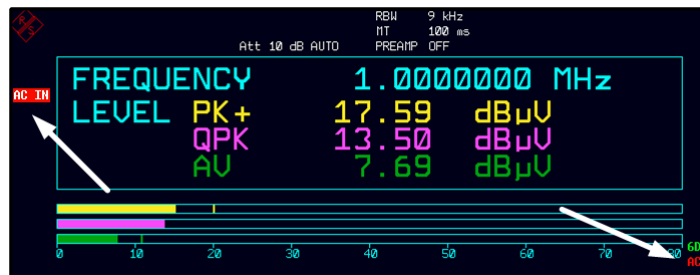 RBW 9 kHz
MT 100 ms
Att 10 dB AUTO PREAMP OFF
AC IN
FREQUENCY 1.0000000 MHz
LEVEL PK+ 17.59 dBµV
QPK 13.50 dBµV
AV 7.69 dBµV
0 10 20 30 40 50 60 70 80
6D
AC